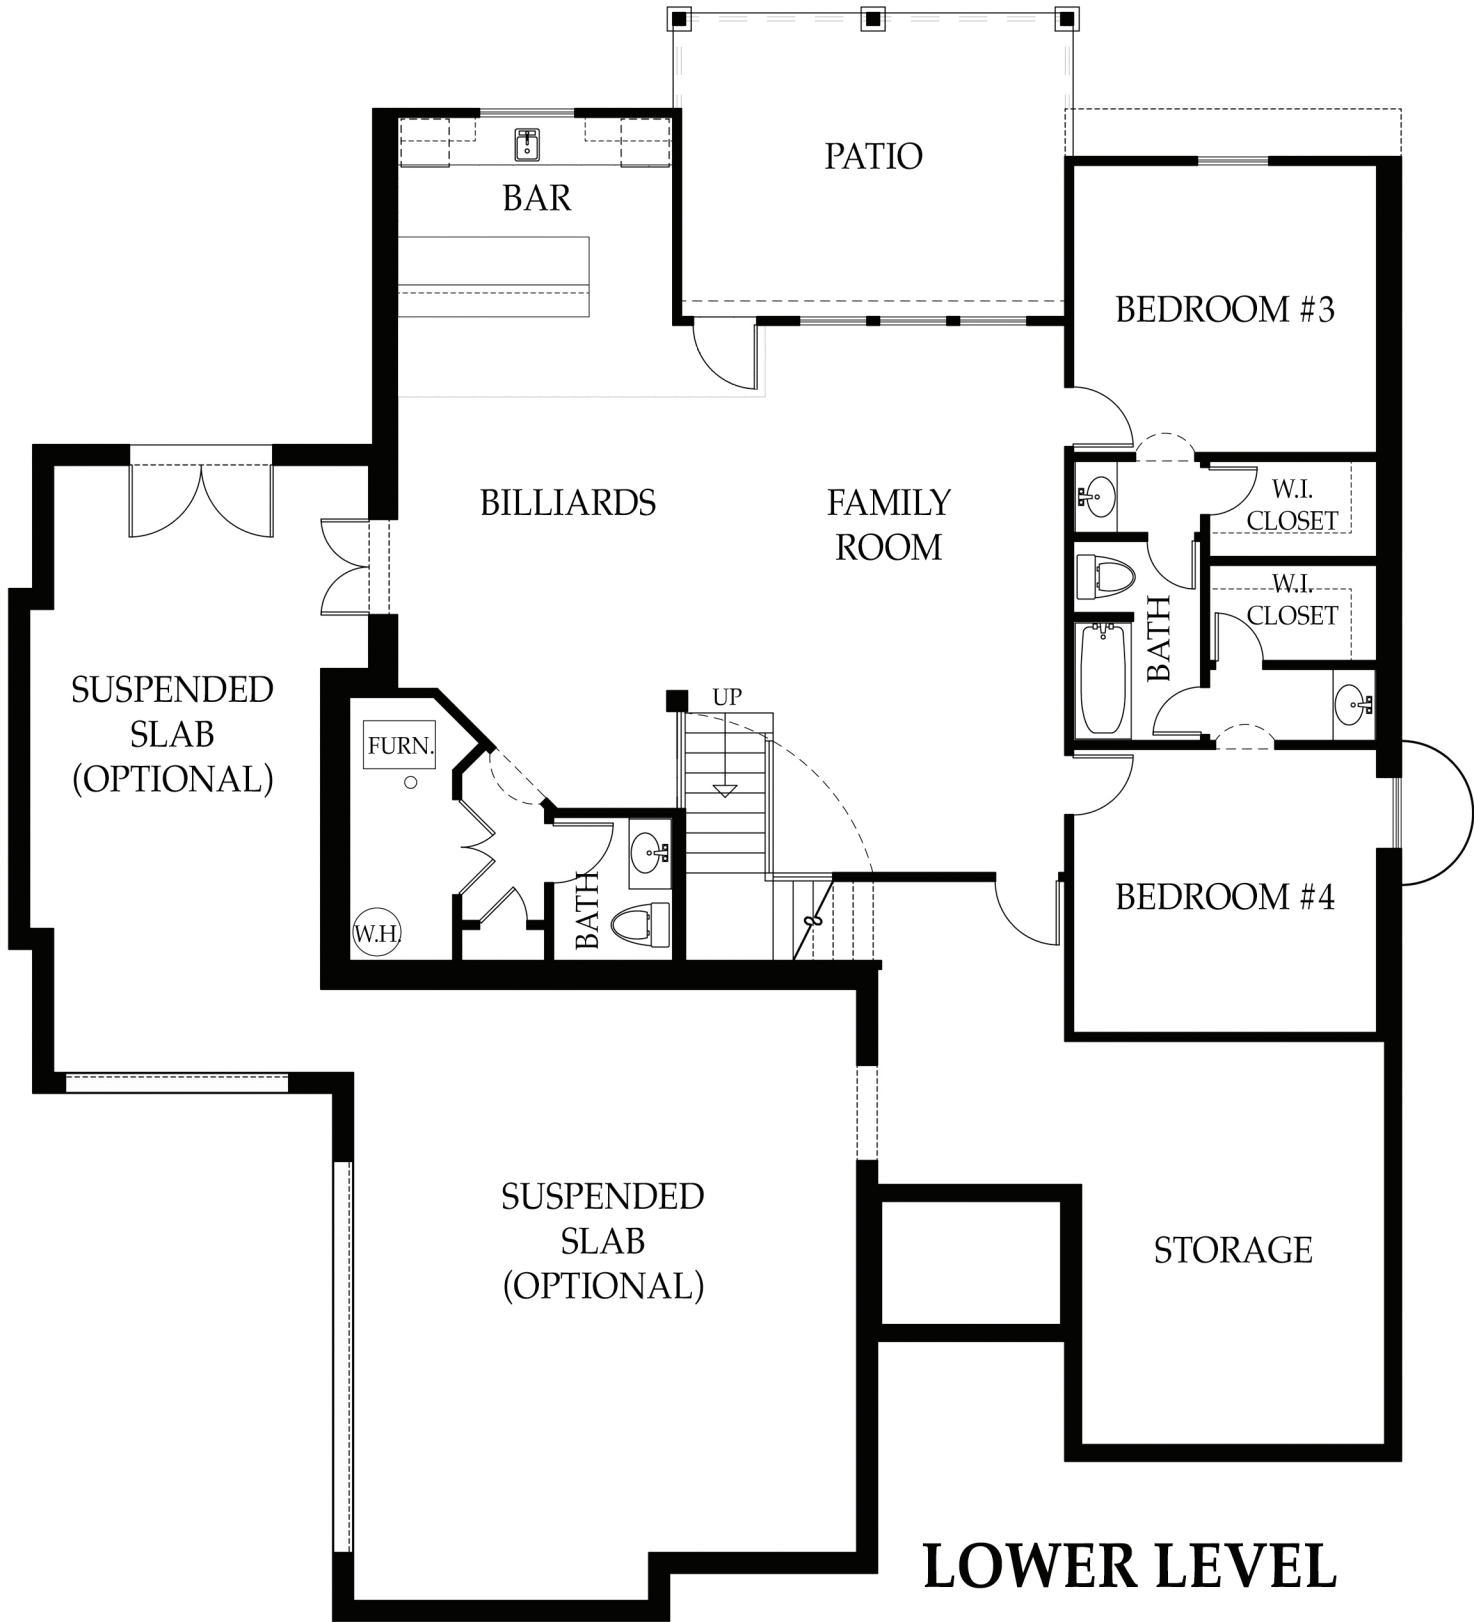 PATIO
BAR
BEDROOM #3
BILLIARDS
FAMILY
ROOM
W.I.
CLOSET
W.I.
CLOSET
BATH
SUSPENDED
SLAB
(OPTIONAL)
UP
FURN.
W.H.
BATH
BEDROOM #4
SUSPENDED
SLAB
(OPTIONAL)
STORAGE
LOWER LEVEL